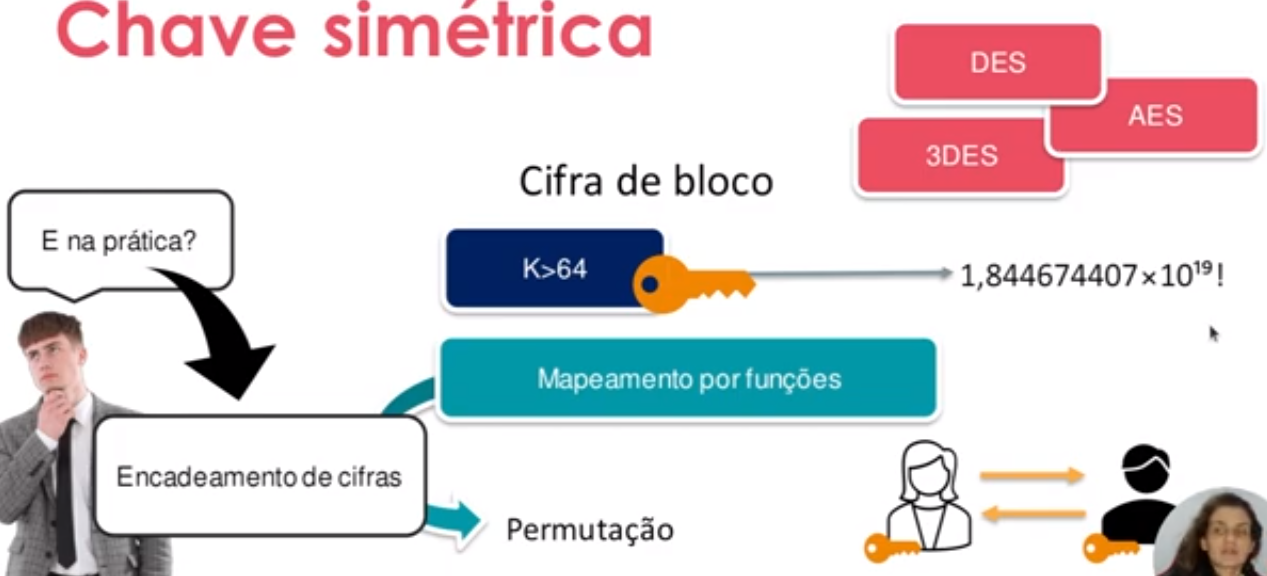 Chave simétrica
DES
AES
3DES
Cifra de bloco
E na prática?
K>64
1,844674407×10¹⁹!
Mapeamento por funções
Encadeamento de cifras
Permutação